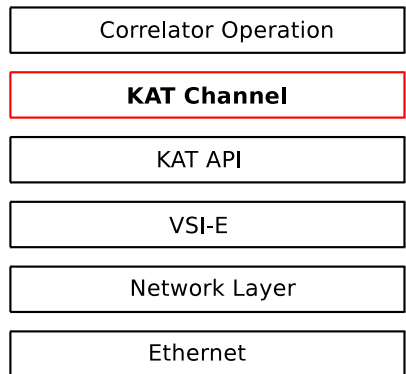 Correlator Operation
KAT Channel
KAT API
VSI-E
Network Layer
Ethernet